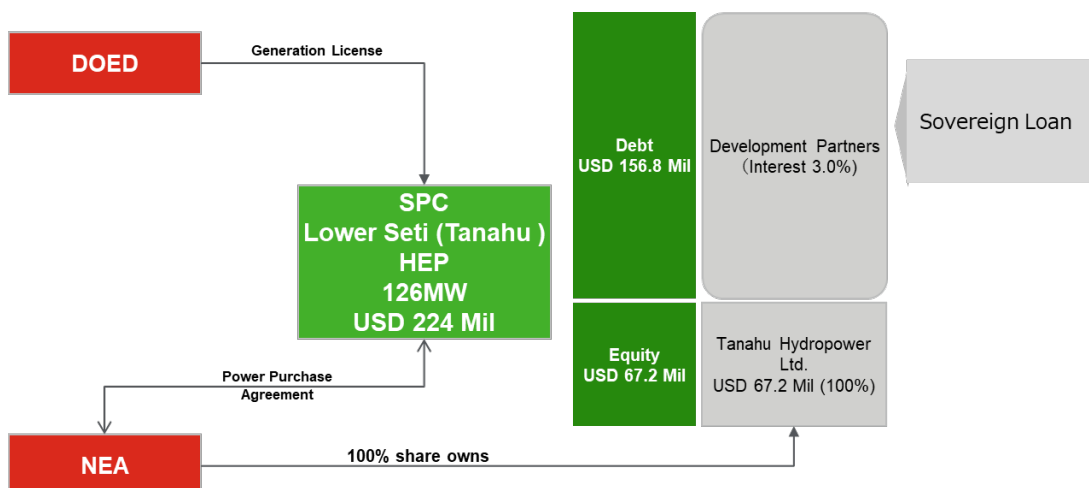 DOED
Generation License
SPC
Lower Seti (Tanahu )
HEP
126MW
USD 224 Mil
Power Purchase
Agreement
NEA
100% share owns
Debt
USD 156.8 Mil
Development Partners
（Interest 3.0%)
Sovereign Loan
Equity
USD 67.2 Mil
Tanahu Hydropower
Ltd.
USD 67.2 Mil (100%)